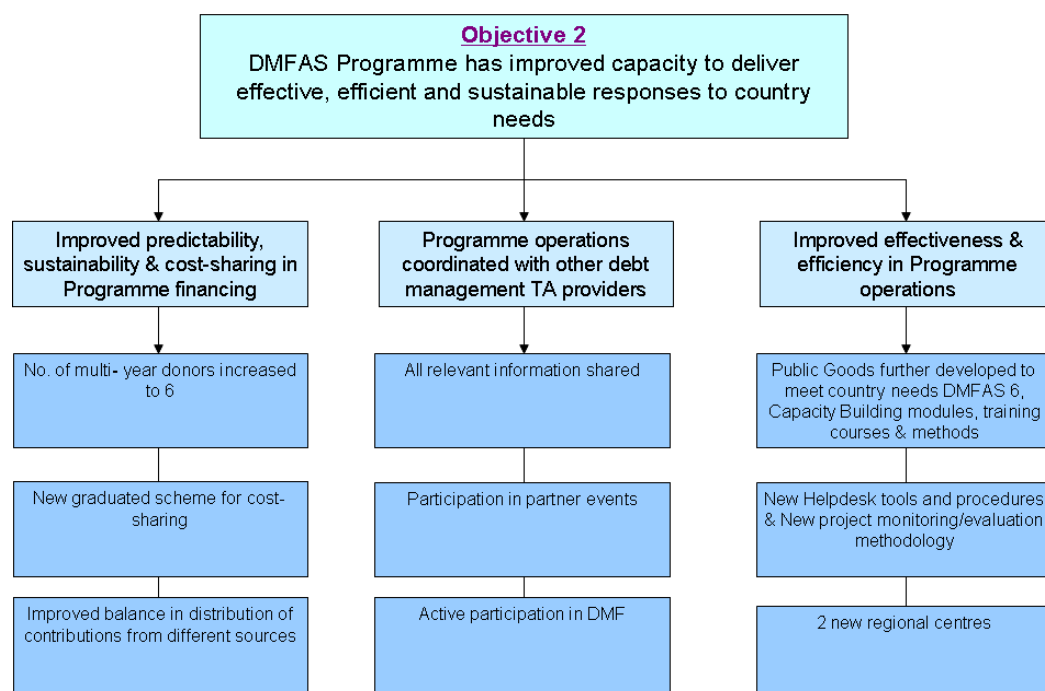 Objective 2
DMFAS Programme has improved capacity to deliver
effective, efficient and sustainable responses to country
needs
Improved predictability,
sustainability & cost-sharing in
Programme financing
Programme operations
coordinated with other debt
management TA providers
Improved effectiveness &
efficiency in Programme
operations
No. of multi- year donors increased
to 6
New graduated scheme for cost-
sharing
Improved balance in distribution of
contributions from different sources
All relevant information shared
Participation in partner events
Active participation in DMF
Public Goods further developed to
meet country needs DMFAS 6,
Capacity Building modules, training
courses & methods
New Helpdesk tools and procedures
& New project monitoring/evaluation
methodology
2 new regional centres